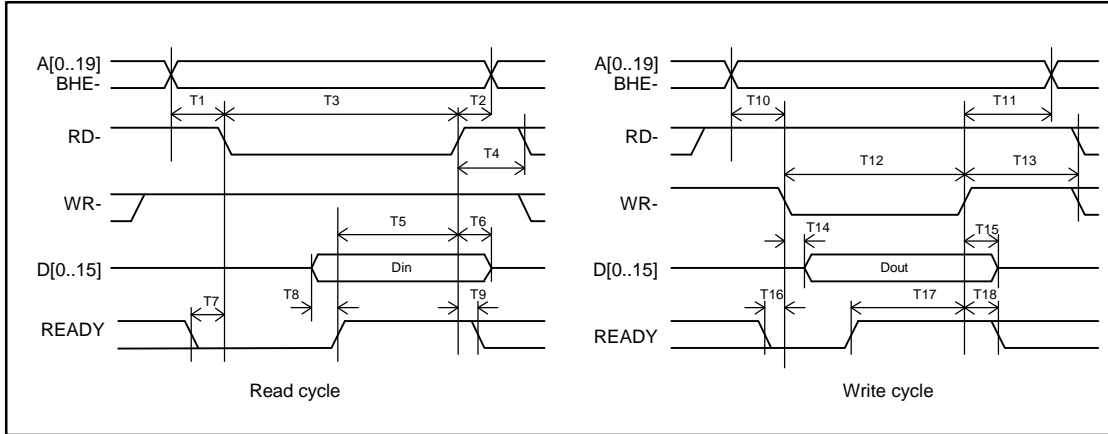 A[0..19]
BHE-
T1
T3
T2
RD-
T4
WR-
T5
T6
D[0..15]
Din
T7
T8
T9
READY
Read cycle
A[0..19]
BHE-
T10
T11
RD-
T12
T13
WR-
T14
T15
D[0..15]
Dout
T16
T17
T18
READY
Write cycle